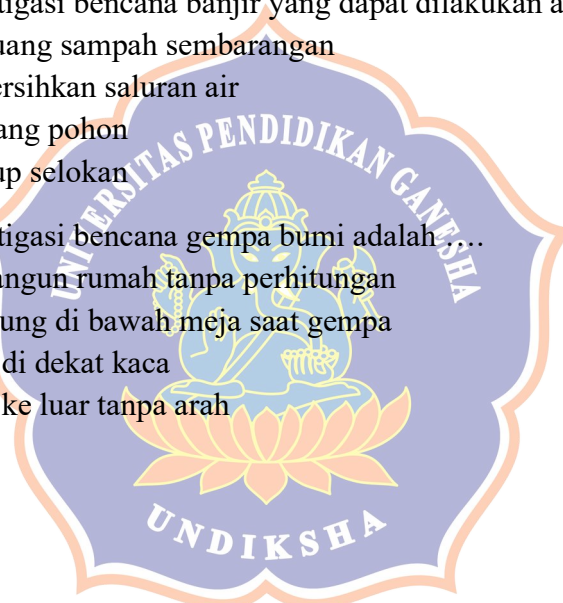 tigasi bencana banjir yang dapat dilakukan a
uang sampah sembarangan
ersihkan saluran air
ang pohon
up selokan
tigasi bencana gempa bumi adalah ….
angun rumah tanpa perhitungan
ung di bawah meja saat gempa
di dekat kaca
ke luar tanpa arah
UNIVERSITAS PENDIDIKAN GANESHA
UNDIKSHA